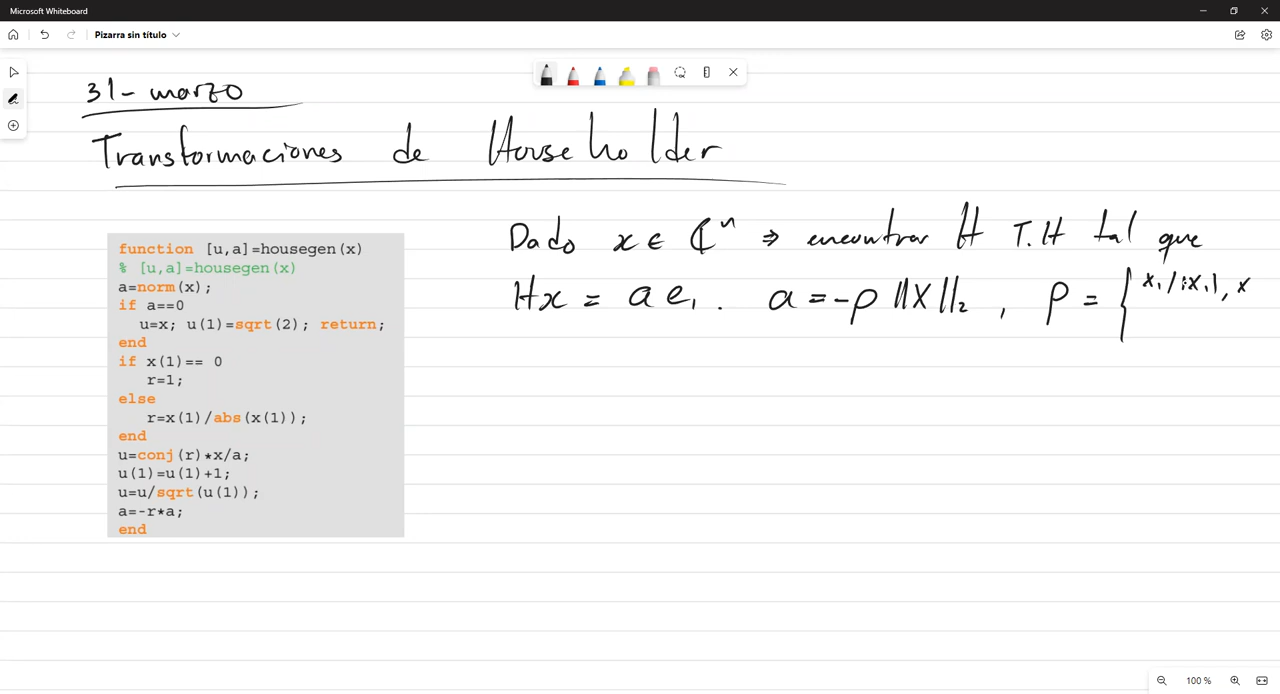 Microsoft Whiteboard
Pizarra sin título
31 - marzo
Transformaciones de Householder
Dado x ∈ ℂⁿ ⇒ encontrar H T.H tal que
Hx = a e₁ . a = -ρ ||X||₂ , ρ = { x₁/|x₁|, x
function [u,a]=housegen(x)
% [u,a]=housegen(x)
a=norm(x);
if a==0
u=x; u(1)=sqrt(2); return;
end
if x(1)== 0
r=1;
else
r=x(1)/abs(x(1));
end
u=conj(r)*x/a;
u(1)=u(1)+1;
u=u/sqrt(u(1));
a=-r*a;
end
100 %